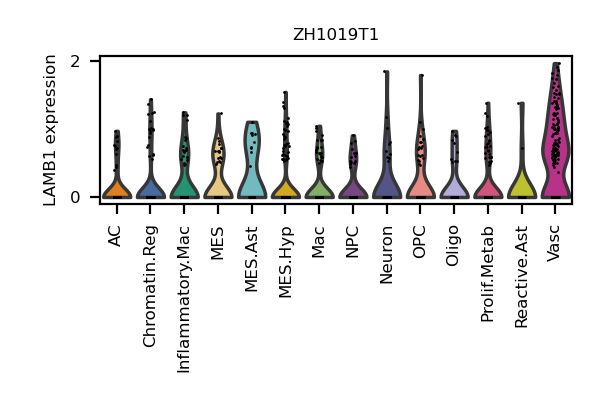 ZH1019T1
LAMB1 expression
2
0
AC
Chromatin.Reg
Inflammatory.Mac
MES
MES.Ast
MES.Hyp
Mac
NPC
Neuron
OPC
Oligo
Prolif.Metab
Reactive.Ast
Vasc